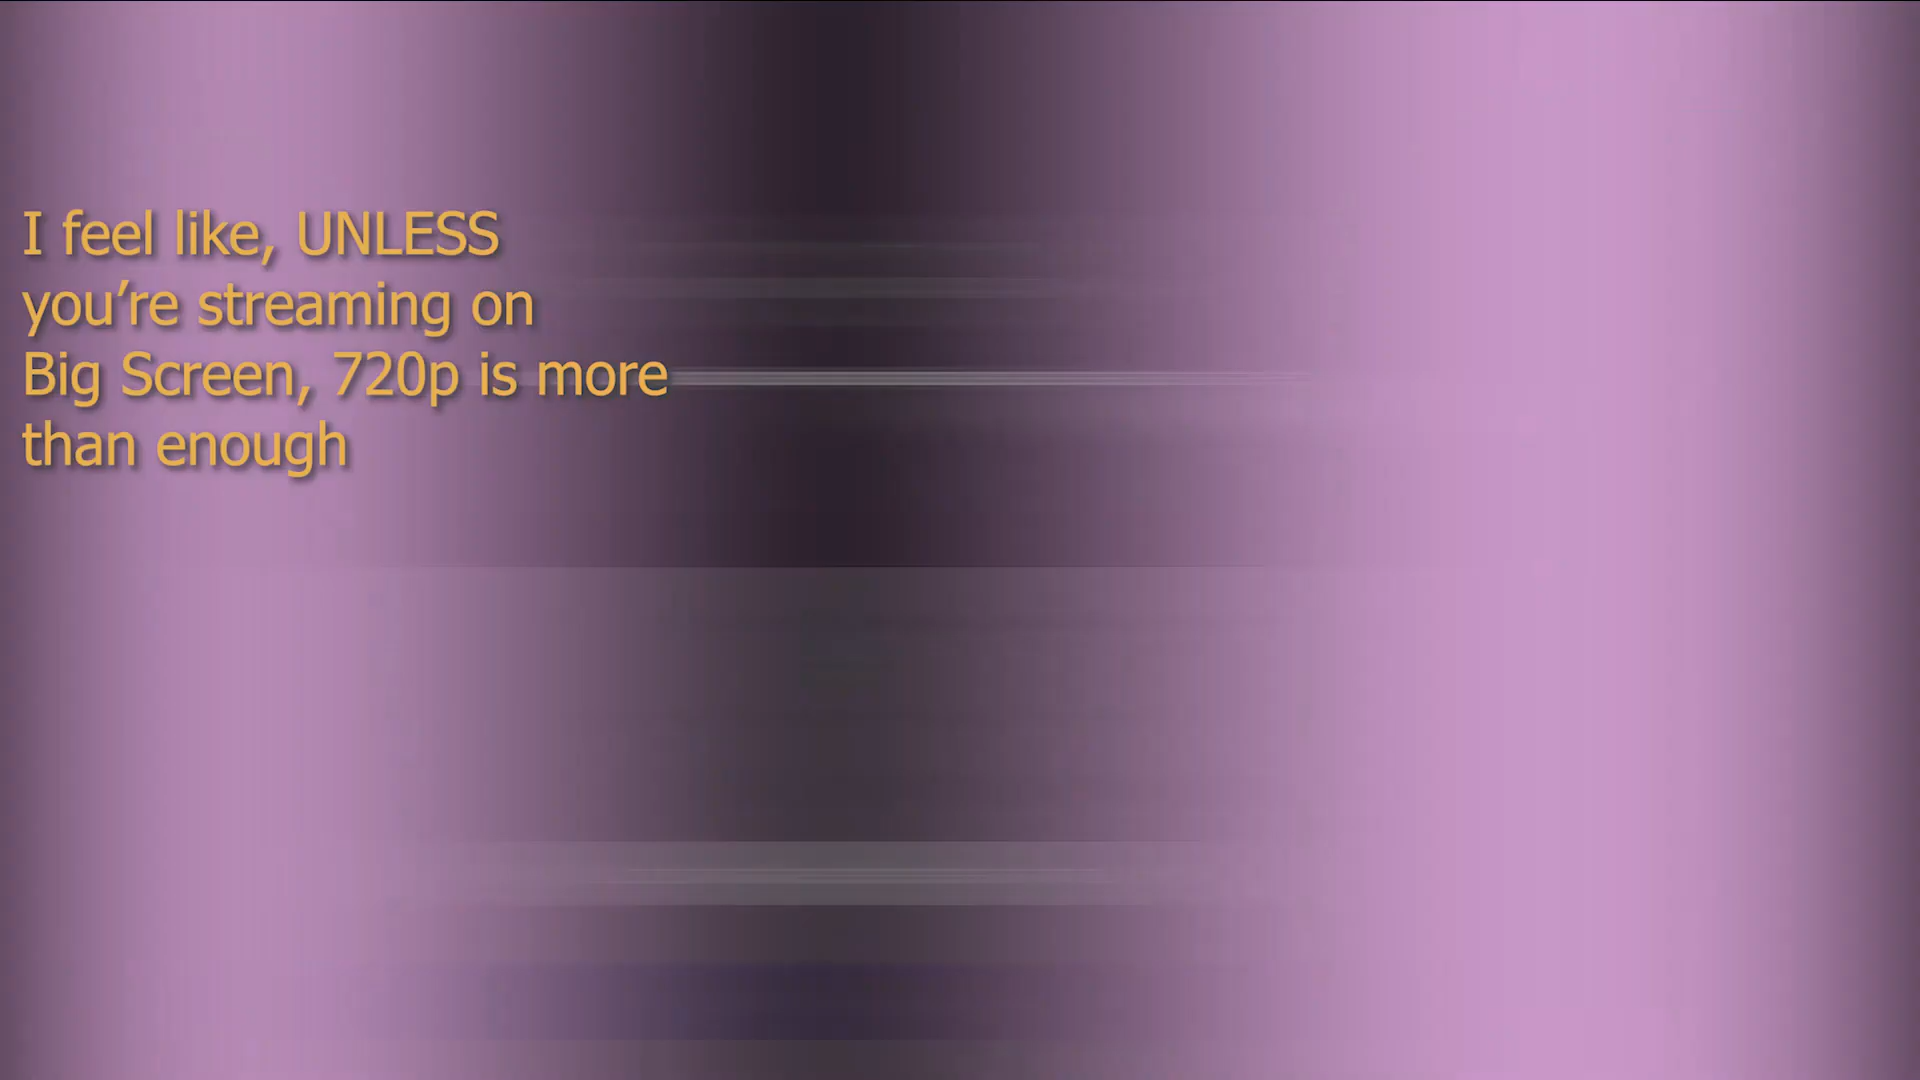 I feel like, UNLESS
you’re streaming on
Big Screen, 720p is more
than enough